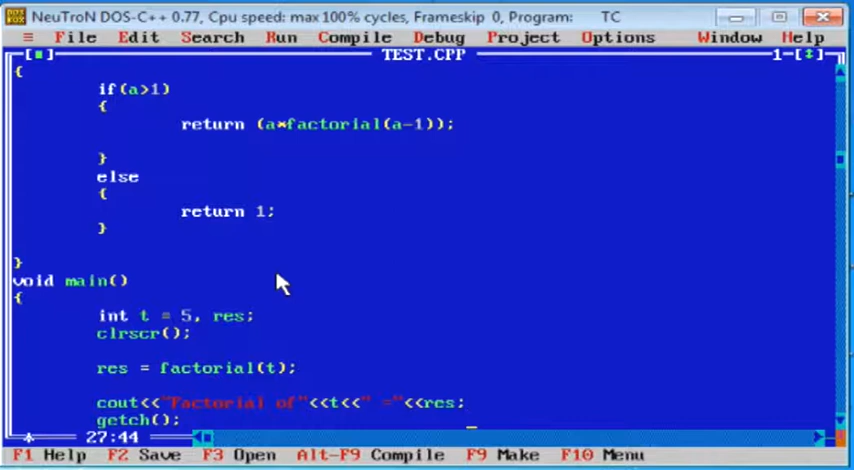 NeuTroN DOS-C++ 0.77, Cpu speed: max 100% cycles, Frameskip 0, Program: TC
≡ File Edit Search Run Compile Debug Project Options Window Help
[■] TEST.CPP 1-[↕]
{
if(a>1)
{
return (a*factorial(a-1));
}
else
{
return 1;
}
}
void main()
{
int t = 5, res;
clrscr();
res = factorial(t);
cout<<"Factorial of"<<t<<" ="<<res;
getch();
27:44
F1 Help F2 Save F3 Open Alt-F9 Compile F9 Make F10 Menu